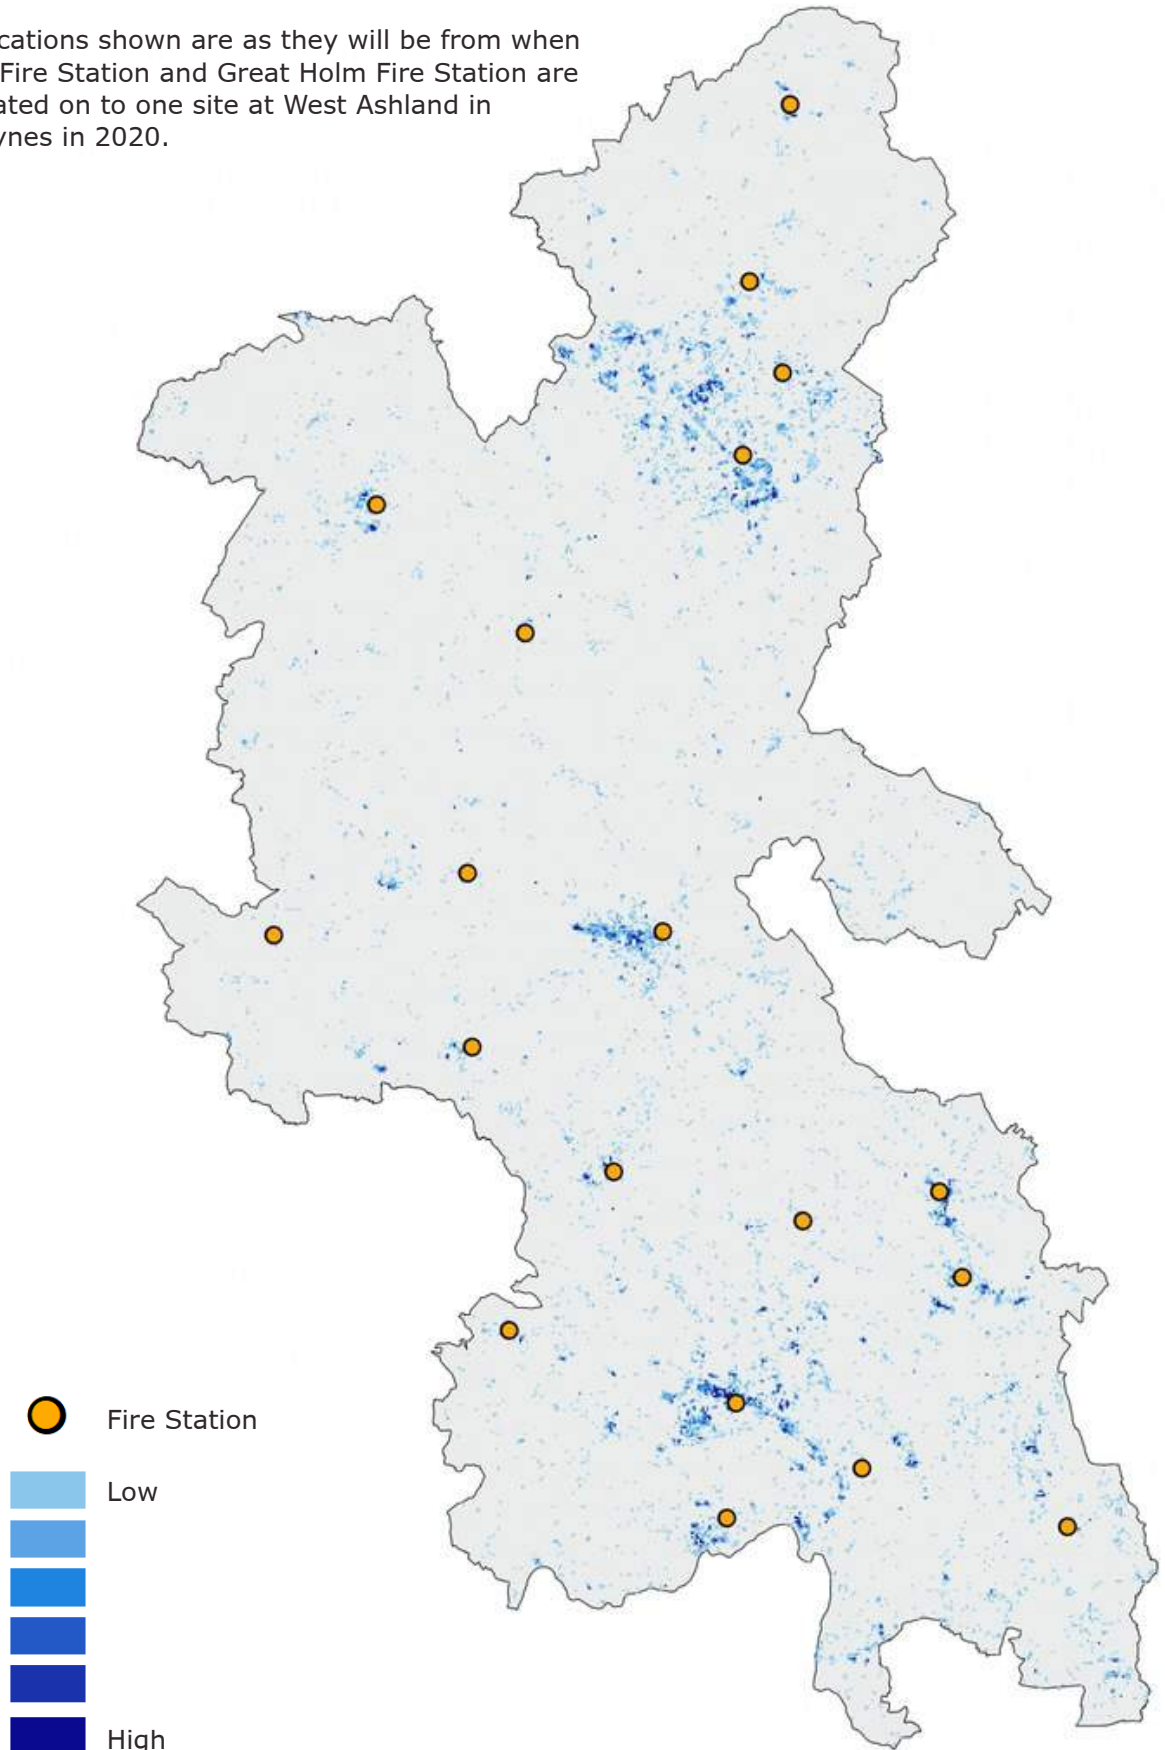 cations shown are as they will be from when
Fire Station and Great Holm Fire Station are
ated on to one site at West Ashland in
ynes in 2020.
Fire Station
Low
High